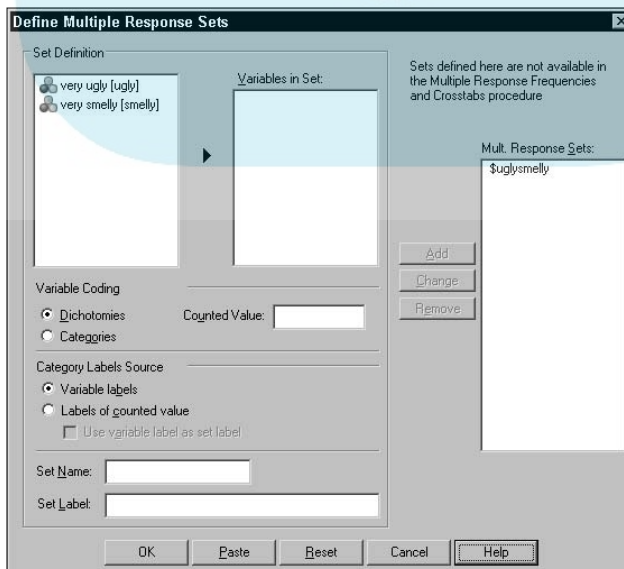 Define Multiple Response Sets
Set Definition
very ugly [ugly]
very smelly [smelly]
Variables in Set:
Sets defined here are not available in
the Multiple Response Frequencies
and Crosstabs procedure
Mult. Response Sets:
$uglysmelly
Add
Change
Remove
Variable Coding
Dichotomies Counted Value:
Categories
Category Labels Source
Variable labels
Labels of counted value
Use variable label as set label
Set Name:
Set Label:
OK Paste Reset Cancel Help